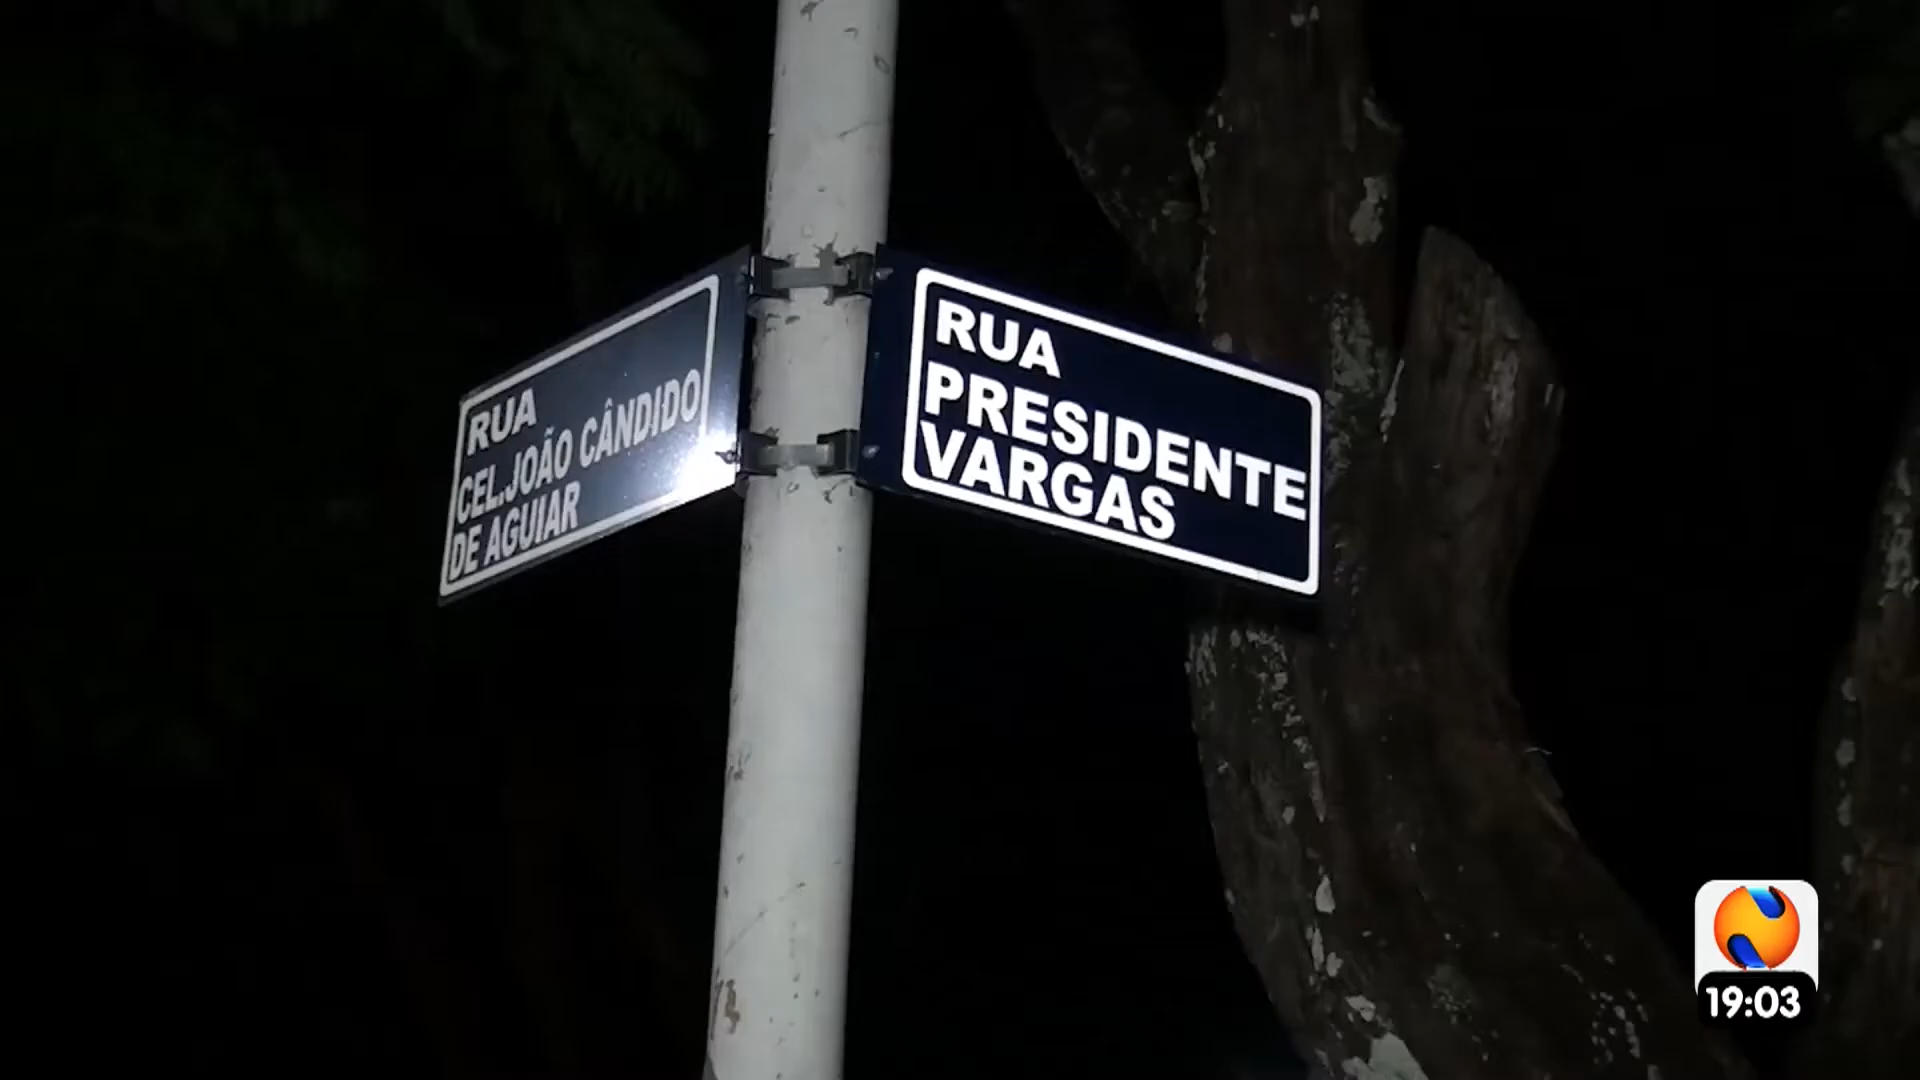 RUA
CEL.JOÃO CÂNDIDO
DE AGUIAR
RUA
PRESIDENTE
VARGAS
19:03